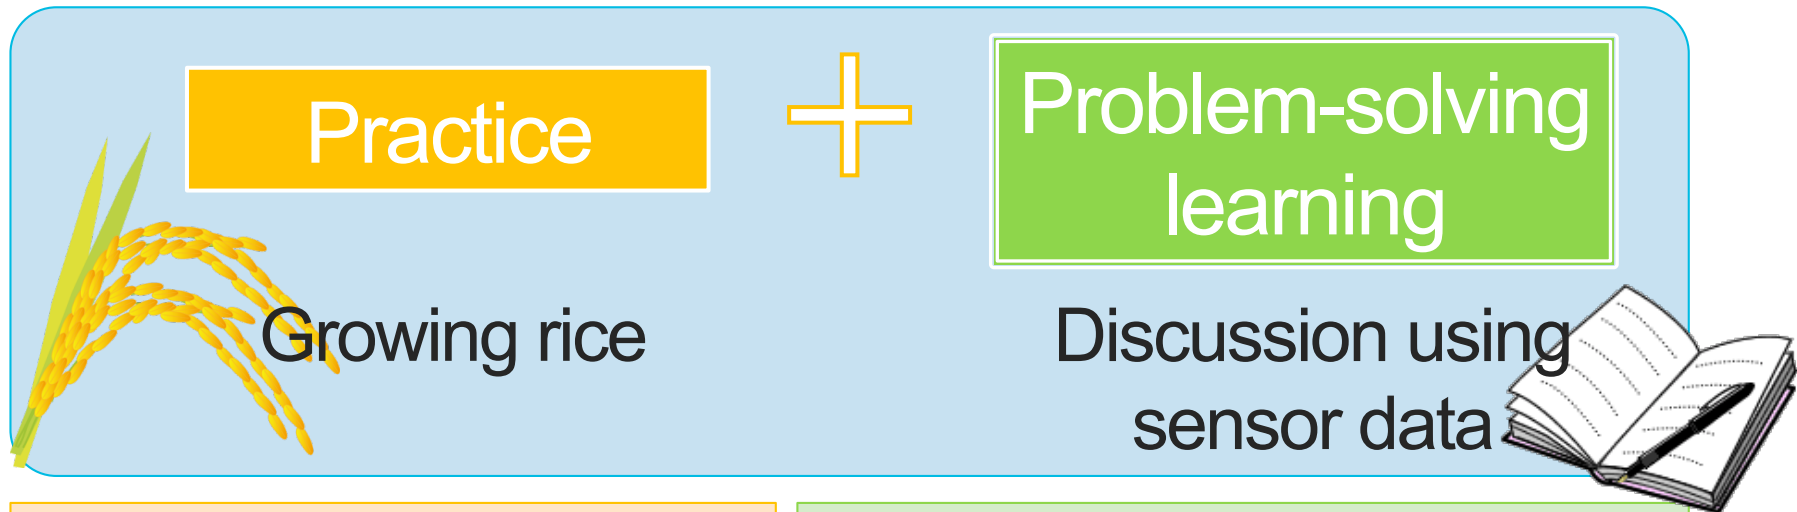 Practice
Problem-solving
learning
Growing rice
Discussion using
sensor data